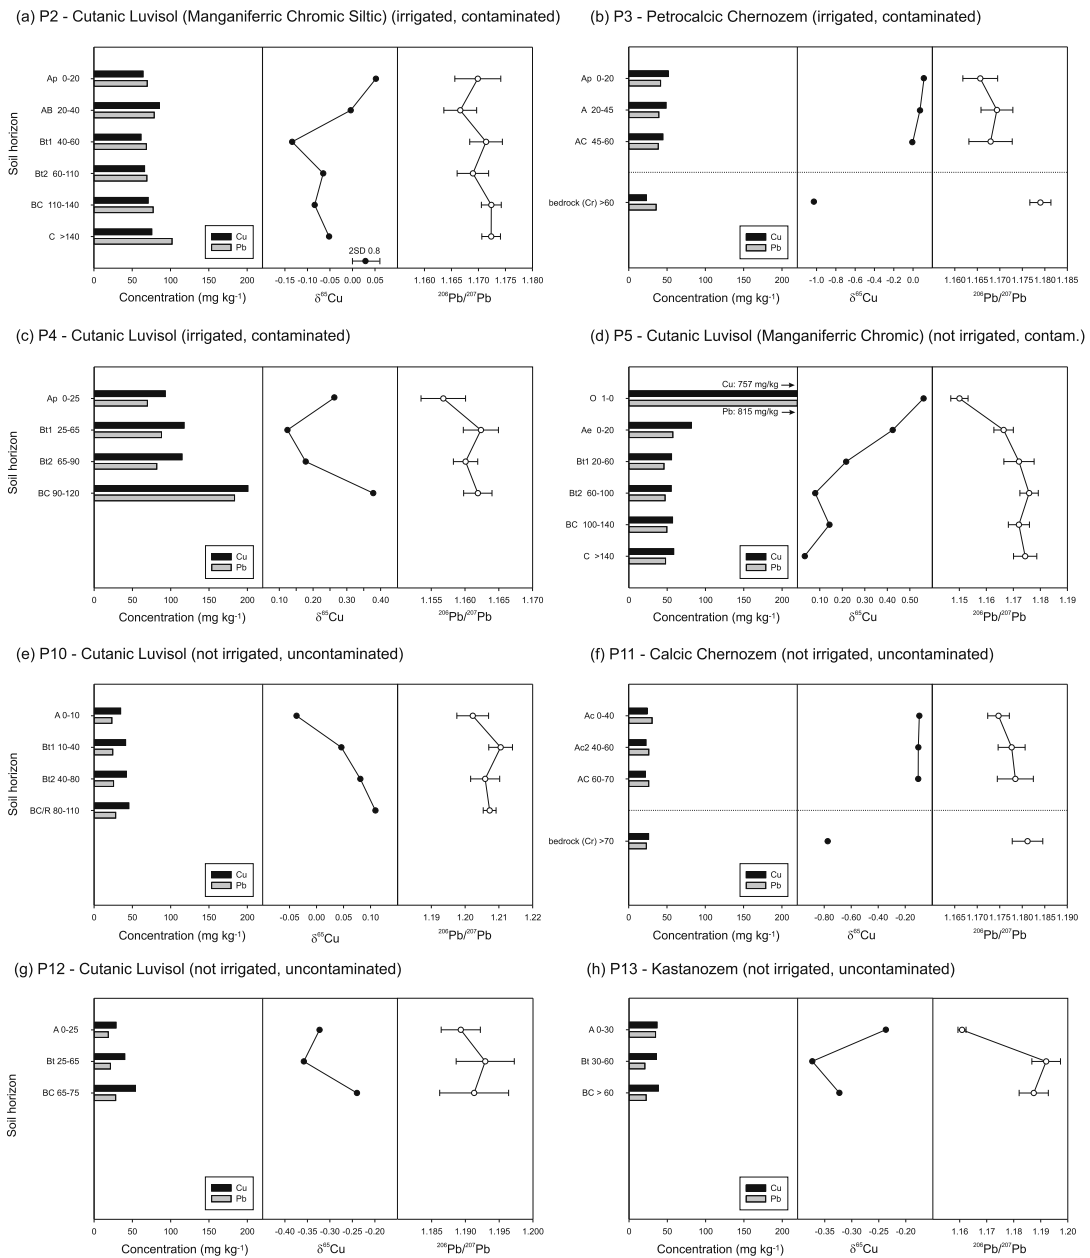 (a) P2 - Cutanic Luvisol (Manganiferric Chromic Siltic) (irrigated, contaminated)
Soil horizon
Ap 0-20
AB 20-40
Bt1 40-60
Bt2 60-110
BC 110-140
C >140
Cu
Pb
2SD 0.8
0 50 100 150 200
-0.15 -0.10 -0.05 0.00 0.05
1.160 1.165 1.170 1.175 1.180
Concentration (mg kg-1)
δ⁶⁵Cu
²⁰⁶Pb/²⁰⁷Pb
(b) P3 - Petrocalcic Chernozem (irrigated, contaminated)
Ap 0-20
A 20-45
AC 45-60
bedrock (Cr) >60
Cu
Pb
0 50 100 150 200
-1.0 -0.8 -0.6 -0.4 -0.2 0.0
1.160 1.165 1.170 1.175 1.180 1.185
Concentration (mg kg-1)
δ⁶⁵Cu
²⁰⁶Pb/²⁰⁷Pb
(c) P4 - Cutanic Luvisol (irrigated, contaminated)
Soil horizon
Ap 0-25
Bt1 25-65
Bt2 65-90
BC 90-120
Cu
Pb
0 50 100 150 200
0.10 0.20 0.30 0.40
1.155 1.160 1.165 1.170
Concentration (mg kg-1)
δ⁶⁵Cu
²⁰⁶Pb/²⁰⁷Pb
(d) P5 - Cutanic Luvisol (Manganiferric Chromic) (not irrigated, contam.)
Cu: 757 mg/kg
O 1-0
Pb: 815 mg/kg
Ae 0-20
Bt1 20-60
Bt2 60-100
BC 100-140
C >140
Cu
Pb
0 50 100 150 200
0.10 0.20 0.30 0.40 0.50
1.15 1.16 1.17 1.18 1.19
Concentration (mg kg-1)
δ⁶⁵Cu
²⁰⁶Pb/²⁰⁷Pb
(e) P10 - Cutanic Luvisol (not irrigated, uncontaminated)
Soil horizon
A 0-10
Bt1 10-40
Bt2 40-80
BC/R 80-110
Cu
Pb
0 50 100 150 200
-0.05 0.00 0.05 0.10
1.19 1.20 1.21 1.22
Concentration (mg kg-1)
δ⁶⁵Cu
²⁰⁶Pb/²⁰⁷Pb
(f) P11 - Calcic Chernozem (not irrigated, uncontaminated)
Ac 0-40
Ac2 40-60
AC 60-70
bedrock (Cr) >70
Cu
Pb
0 50 100 150 200
-0.80 -0.60 -0.40 -0.20
1.165 1.170 1.175 1.180 1.185 1.190
Concentration (mg kg-1)
δ⁶⁵Cu
²⁰⁶Pb/²⁰⁷Pb
(g) P12 - Cutanic Luvisol (not irrigated, uncontaminated)
Soil horizon
A 0-25
Bt 25-65
BC 65-75
Cu
Pb
0 50 100 150 200
-0.40 -0.35 -0.30 -0.25 -0.20
1.185 1.190 1.195 1.200
Concentration (mg kg-1)
δ⁶⁵Cu
²⁰⁶Pb/²⁰⁷Pb
(h) P13 - Kastanozem (not irrigated, uncontaminated)
A 0-30
Bt 30-60
BC > 60
Cu
Pb
0 50 100 150 200
-0.35 -0.30 -0.25 -0.20
1.16 1.17 1.18 1.19 1.20
Concentration (mg kg-1)
δ⁶⁵Cu
²⁰⁶Pb/²⁰⁷Pb